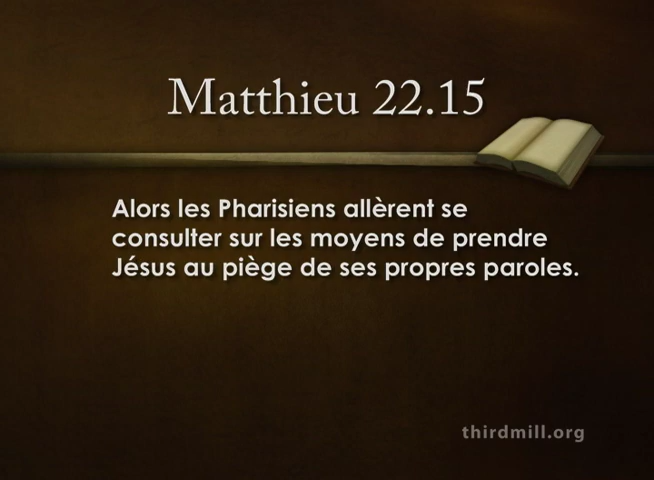 Matthieu 22.15
Alors les Pharisiens allèrent se
consulter sur les moyens de prendre
Jésus au piège de ses propres paroles.
thirdmill.org